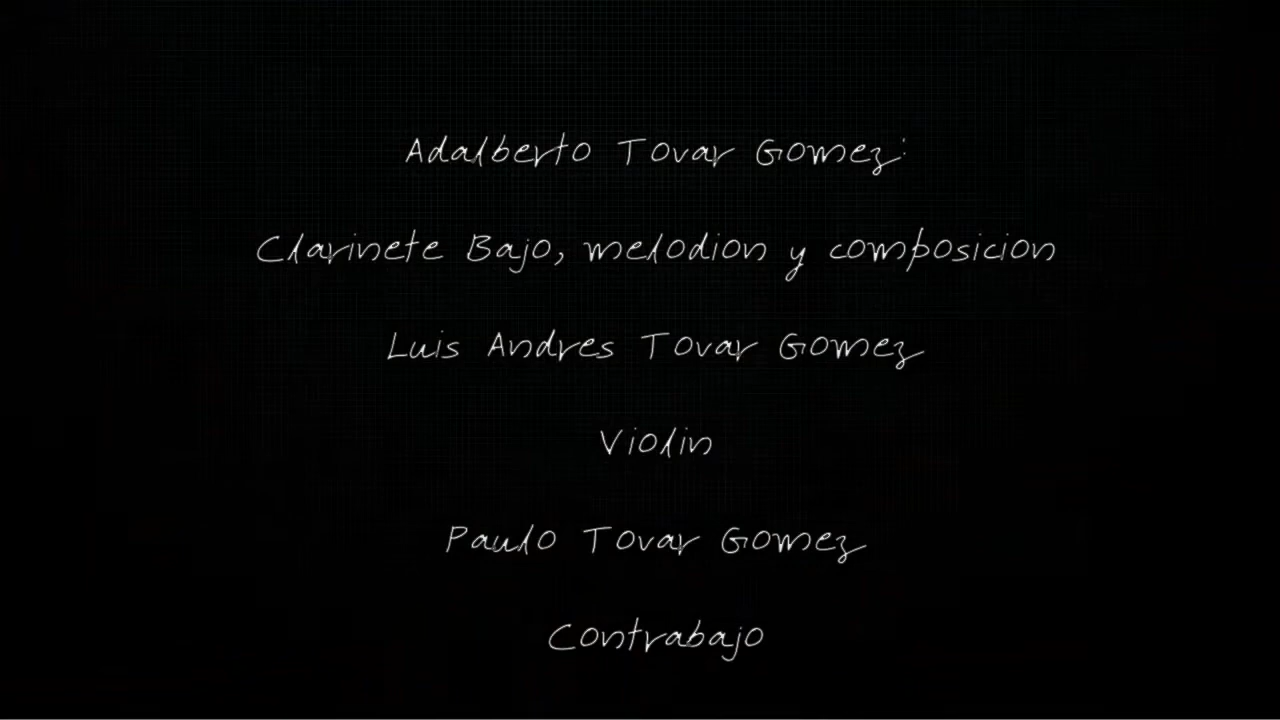 Adalberto Tovar Gomez:
Clarinete Bajo, melodion y composicion
Luis Andres Tovar Gomez
Violin
Paulo Tovar Gomez
Contrabajo